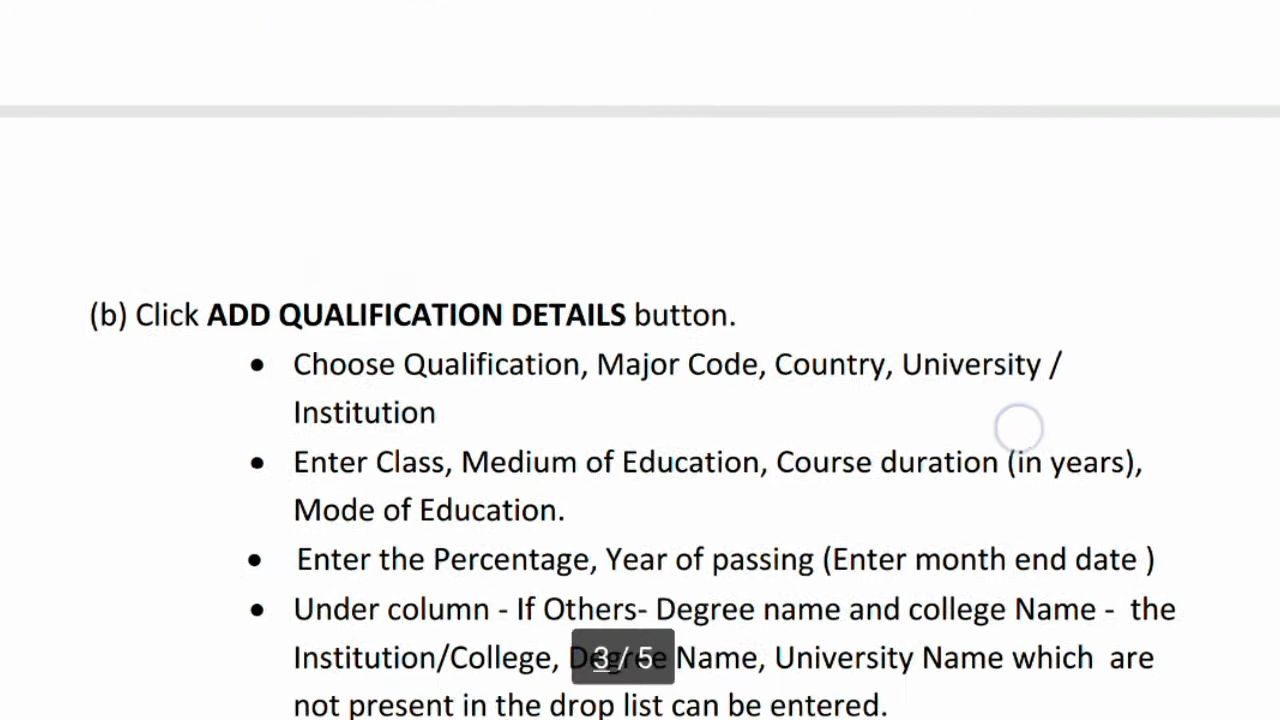 (b) Click ADD QUALIFICATION DETAILS button.
• Choose Qualification, Major Code, Country, University /
Institution
• Enter Class, Medium of Education, Course duration (in years),
Mode of Education.
• Enter the Percentage, Year of passing (Enter month end date )
• Under column - If Others- Degree name and college Name - the
Institution/College, Degree Name, University Name which are
3 / 5
not present in the drop list can be entered.